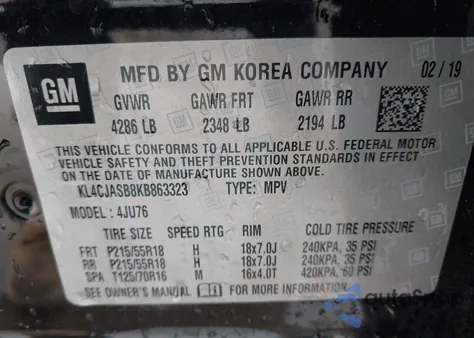 GM MFD BY GM KOREA COMPANY 02/19
GVWR GAWR FRT GAWR RR
4286 LB 2348 LB 2194 LB
THIS VEHICLE CONFORMS TO ALL APPLICABLE U.S. FEDERAL MOTOR
VEHICLE SAFETY AND THEFT PREVENTION STANDARDS IN EFFECT
ON THE DATE OF MANUFACTURE SHOWN ABOVE.
KL4CJASB8KB863323 TYPE: MPV
MODEL: 4JU76
TIRE SIZE SPEED RTG RIM COLD TIRE PRESSURE
FRT P215/55R18 H 18x7.0J 240KPA, 35 PSI
RR P215/55R18 H 18x7.0J 240KPA, 35 PSI
SPA T125/70R16 M 16x4.0T 420KPA, 60 PSI
SEE OWNER'S MANUAL FOR MORE INFORMATION.